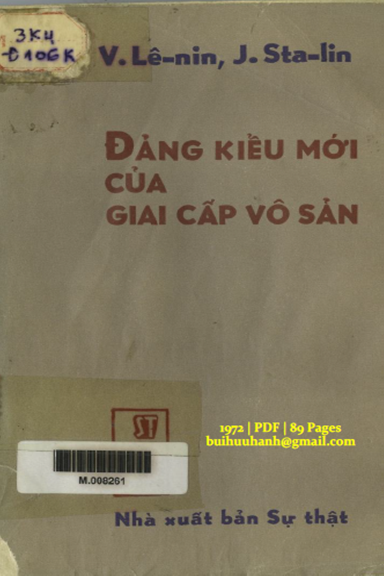 3K4
Đ106K
V. Lê-nin, J. Sta-lin
ĐẢNG KIỂU MỚI
CỦA
GIAI CẤP VÔ SẢN
ST
1972 | PDF | 89 Pages
buihuuhanh@gmail.com
M.008261
Nhà xuất bản Sự thật